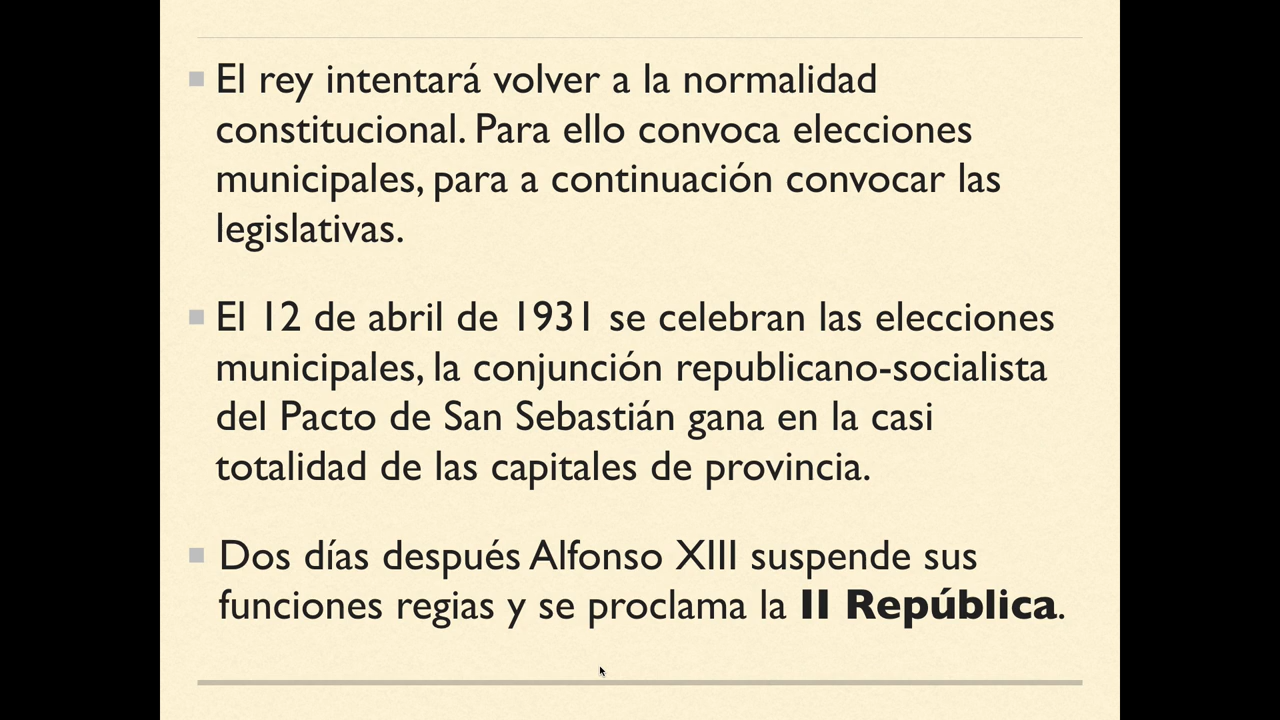 El rey intentará volver a la normalidad
constitucional. Para ello convoca elecciones
municipales, para a continuación convocar las
legislativas.
El 12 de abril de 1931 se celebran las elecciones
municipales, la conjunción republicano-socialista
del Pacto de San Sebastián gana en la casi
totalidad de las capitales de provincia.
Dos días después Alfonso XIII suspende sus
funciones regias y se proclama la II República.